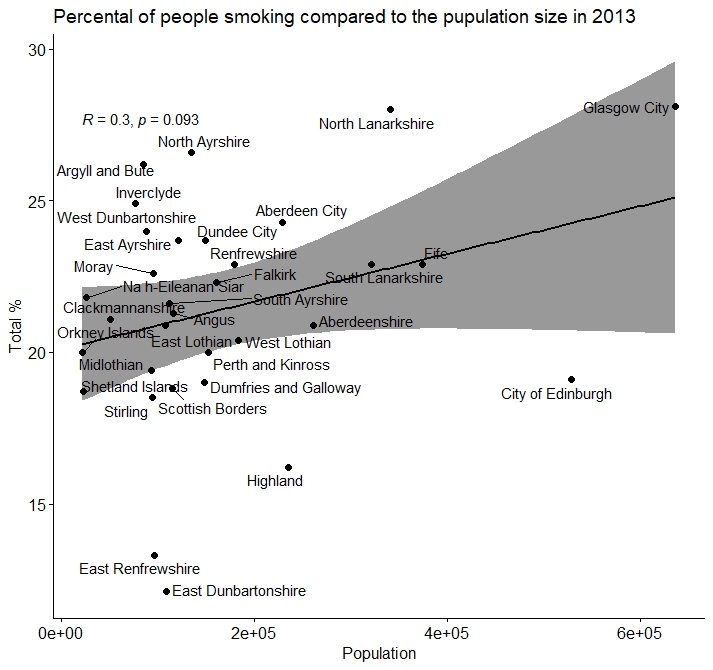 Percental of people smoking compared to the pupulation size in 2013
30
Glasgow City
North Lanarkshire
R = 0.3, p = 0.093
North Ayrshire
Argyll and Bute
25
Inverclyde
Aberdeen City
West Dunbartonshire
Dundee City
East Ayrshire
Renfrewshire
Fife
Moray
Falkirk
South Lanarkshire
Na h-Eileanan Siar
South Ayrshire
Clackmannanshire
Angus
Aberdeenshire
Orkney Islands
East Lothian
West Lothian
20
Midlothian
Perth and Kinross
Shetland Islands
Dumfries and Galloway
City of Edinburgh
Stirling
Scottish Borders
Highland
15
East Renfrewshire
East Dunbartonshire
Total %
0e+00
2e+05
4e+05
6e+05
Population